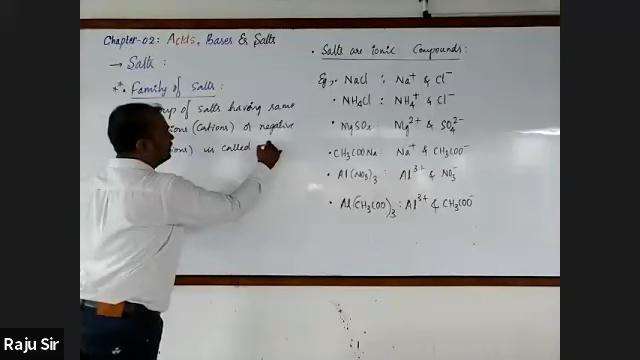 Chapter-02: Acids, Bases & Salts
→ Salts :
** Family of salts :
of salts having same
(Cations) or negative
is called
• Salts are ionic Compounds :
Eg, • NaCl : Na⁺ & Cl⁻
• NH₄Cl : NH₄⁺ & Cl⁻
• MgSO₄ : Mg²⁺ & SO₄²⁻
• CH₃COONa : Na⁺ & CH₃COO⁻
• Al(NO₃)₃ : Al³⁺ & NO₃⁻
• Al(CH₃COO)₃ : Al³⁺ & CH₃COO⁻
Raju Sir